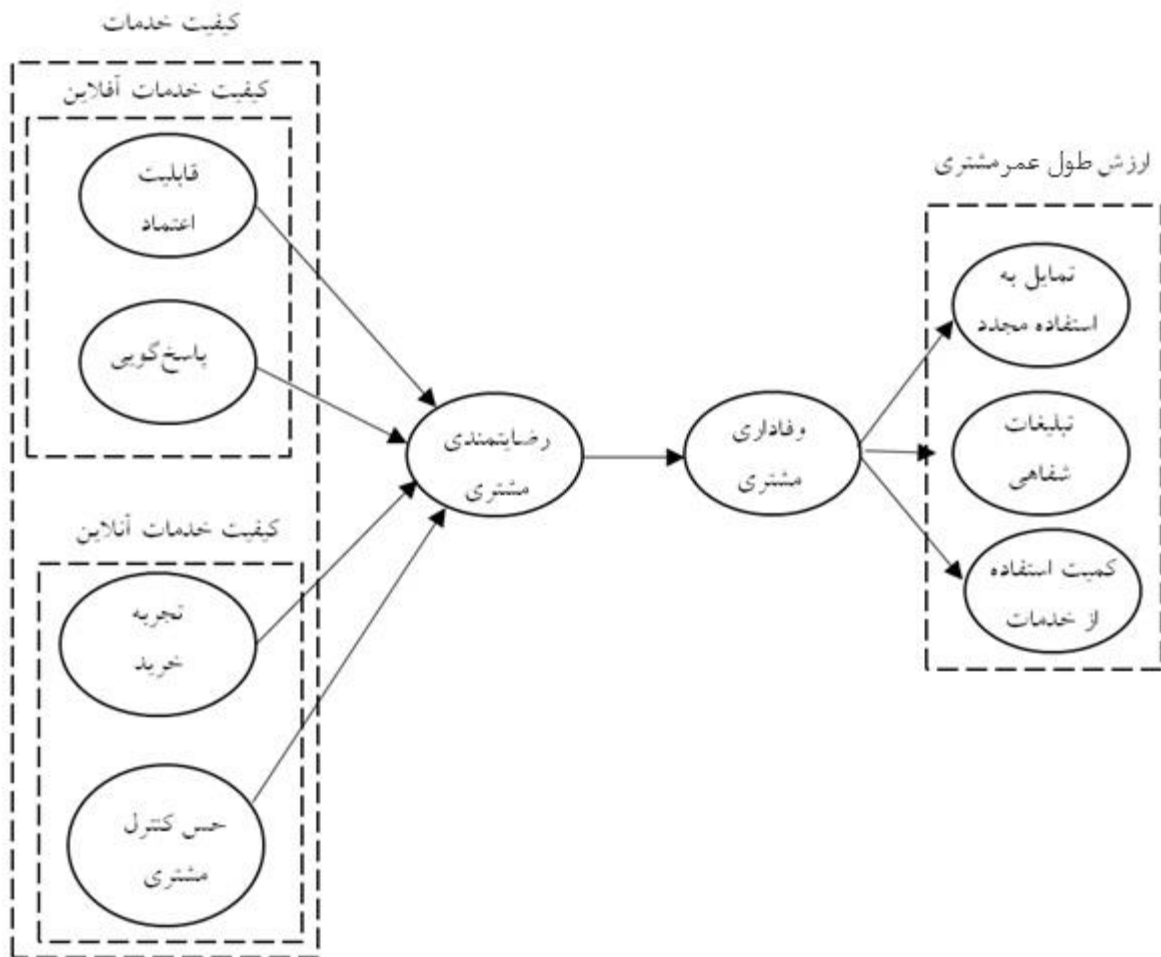 کیفیت خدمات
کیفیت خدمات آفلاین
قابلیت
اعتماد
پاسخ‌گویی
کیفیت خدمات آنلاین
تجربه
خرید
حس کنترل
مشتری
رضایتمندی
مشتری
وفاداری
مشتری
ارزش طول عمر مشتری
تمایل به
استفاده مجدد
تبلیغات
شفاهی
کمیت استفاده
از خدمات